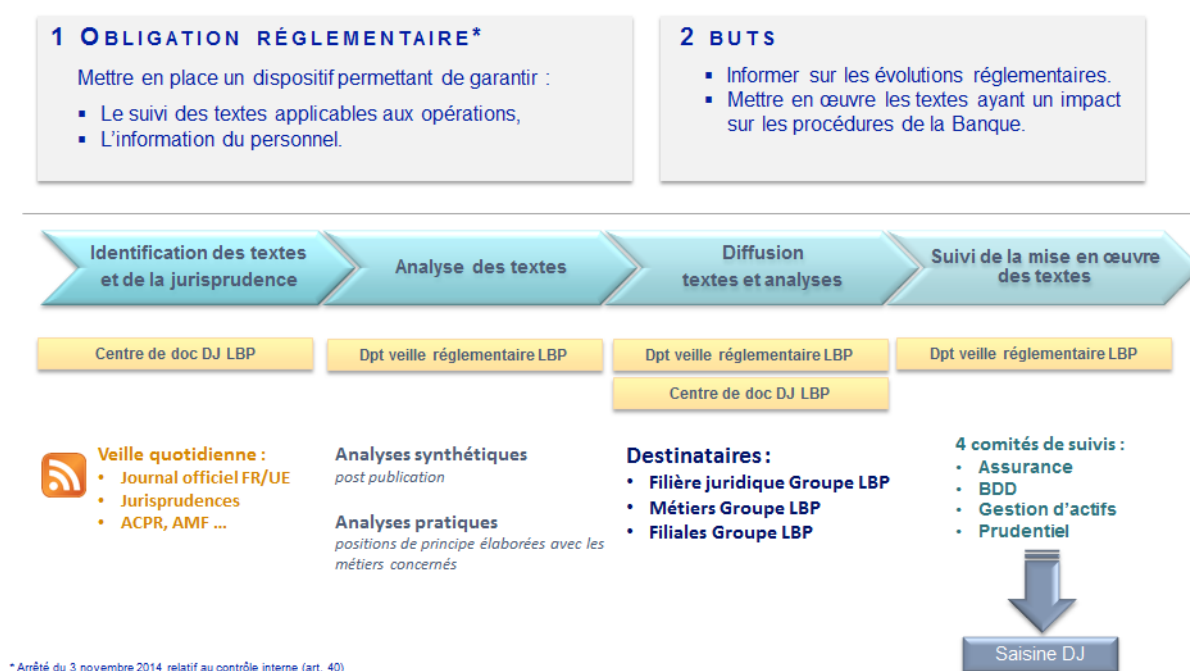 1 OBLIGATION RÉGLEMENTAIRE*
Mettre en place un dispositif permettant de garantir :
▪ Le suivi des textes applicables aux opérations,
▪ L'information du personnel.
2 BUTS
▪ Informer sur les évolutions réglementaires.
▪ Mettre en œuvre les textes ayant un impact
sur les procédures de la Banque.
Identification des textes
et de la jurisprudence
Analyse des textes
Diffusion
textes et analyses
Suivi de la mise en œuvre
des textes
Centre de doc DJ LBP
Dpt veille réglementaire LBP
Dpt veille réglementaire LBP
Centre de doc DJ LBP
Dpt veille réglementaire LBP
Veille quotidienne :
• Journal officiel FR/UE
• Jurisprudences
• ACPR, AMF ...
Analyses synthétiques
post publication
Analyses pratiques
positions de principe élaborées avec les
métiers concernés
Destinataires :
• Filière juridique Groupe LBP
• Métiers Groupe LBP
• Filiales Groupe LBP
4 comités de suivis :
• Assurance
• BDD
• Gestion d'actifs
• Prudentiel
Saisine DJ
* Arrêté du 3 novembre 2014 relatif au contrôle interne (art. 40)